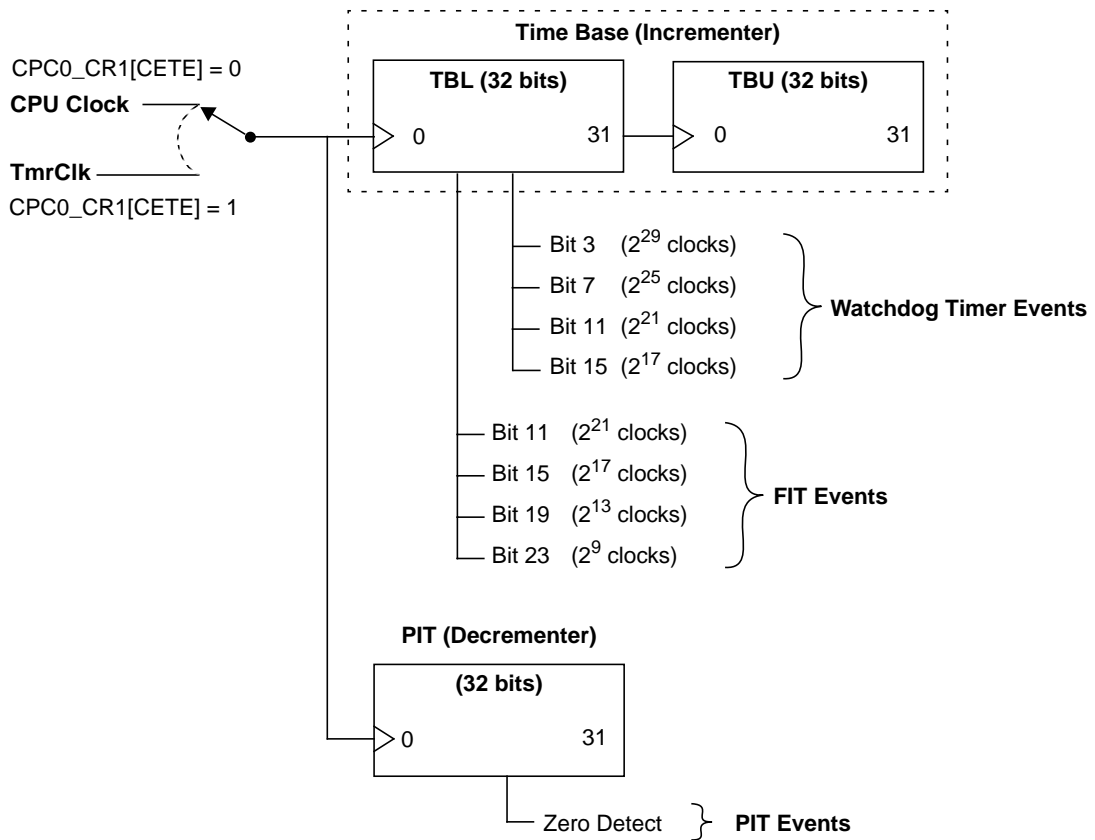 Time Base (Incrementer)
CPC0_CR1[CETE] = 0
CPU Clock
TmrClk
CPC0_CR1[CETE] = 1
TBL (32 bits)
0 31
TBU (32 bits)
0 31
Bit 3 (2^29 clocks)
Bit 7 (2^25 clocks)
Bit 11 (2^21 clocks)
Bit 15 (2^17 clocks)
Watchdog Timer Events
Bit 11 (2^21 clocks)
Bit 15 (2^17 clocks)
Bit 19 (2^13 clocks)
Bit 23 (2^9 clocks)
FIT Events
PIT (Decrementer)
(32 bits)
0 31
Zero Detect
PIT Events